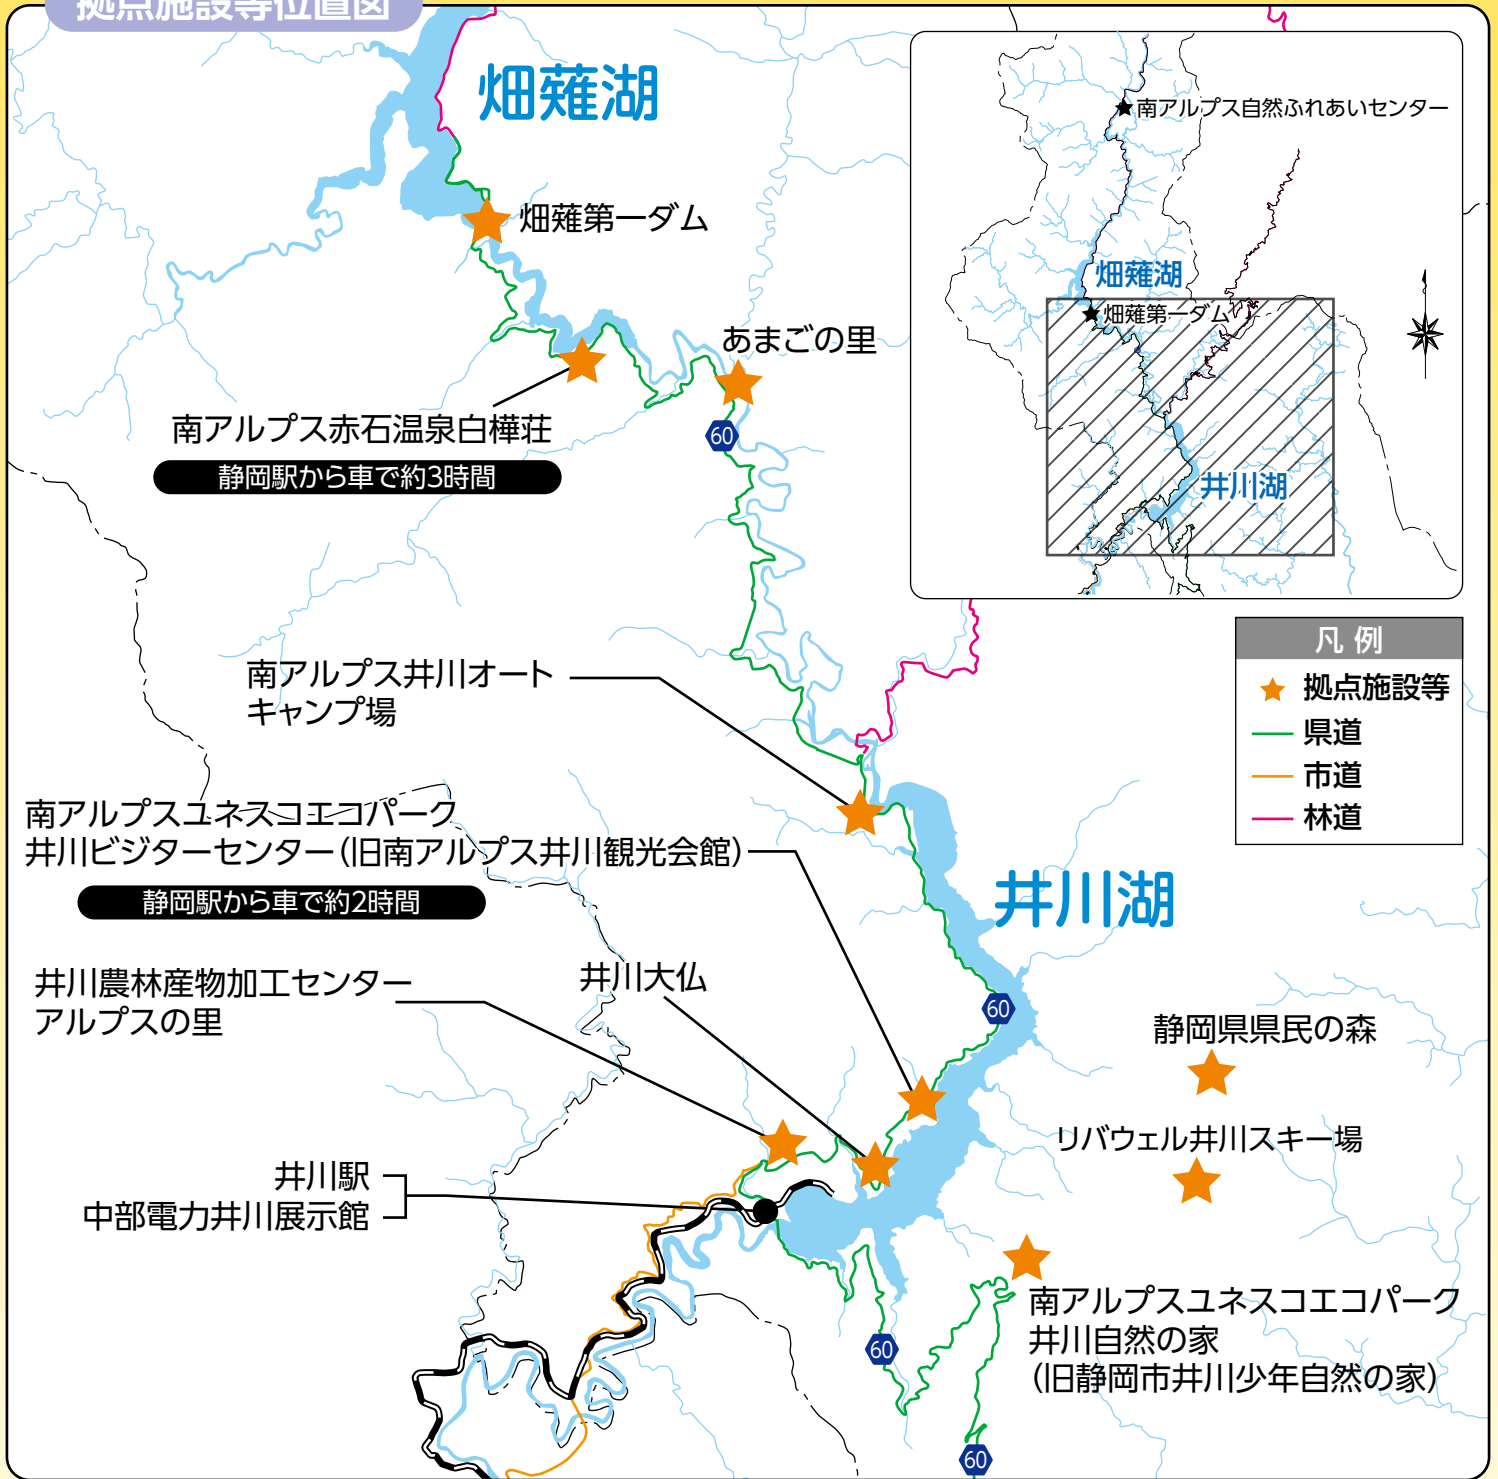 拠点施設等位置図
畑薙湖
畑薙第一ダム
あまごの里
60
南アルプス赤石温泉白樺荘
静岡駅から車で約3時間
南アルプス自然ふれあいセンター
畑薙湖
畑薙第一ダム
井川湖
凡例
拠点施設等
県道
市道
林道
南アルプス井川オート
キャンプ場
南アルプスユネスコエコパーク
井川ビジターセンター(旧南アルプス井川観光会館)
静岡駅から車で約2時間
井川湖
井川農林産物加工センター
アルプスの里
井川大仏
60
静岡県県民の森
リバウェル井川スキー場
井川駅
中部電力井川展示館
南アルプスユネスコエコパーク
井川自然の家
(旧静岡市井川少年自然の家)
60
60